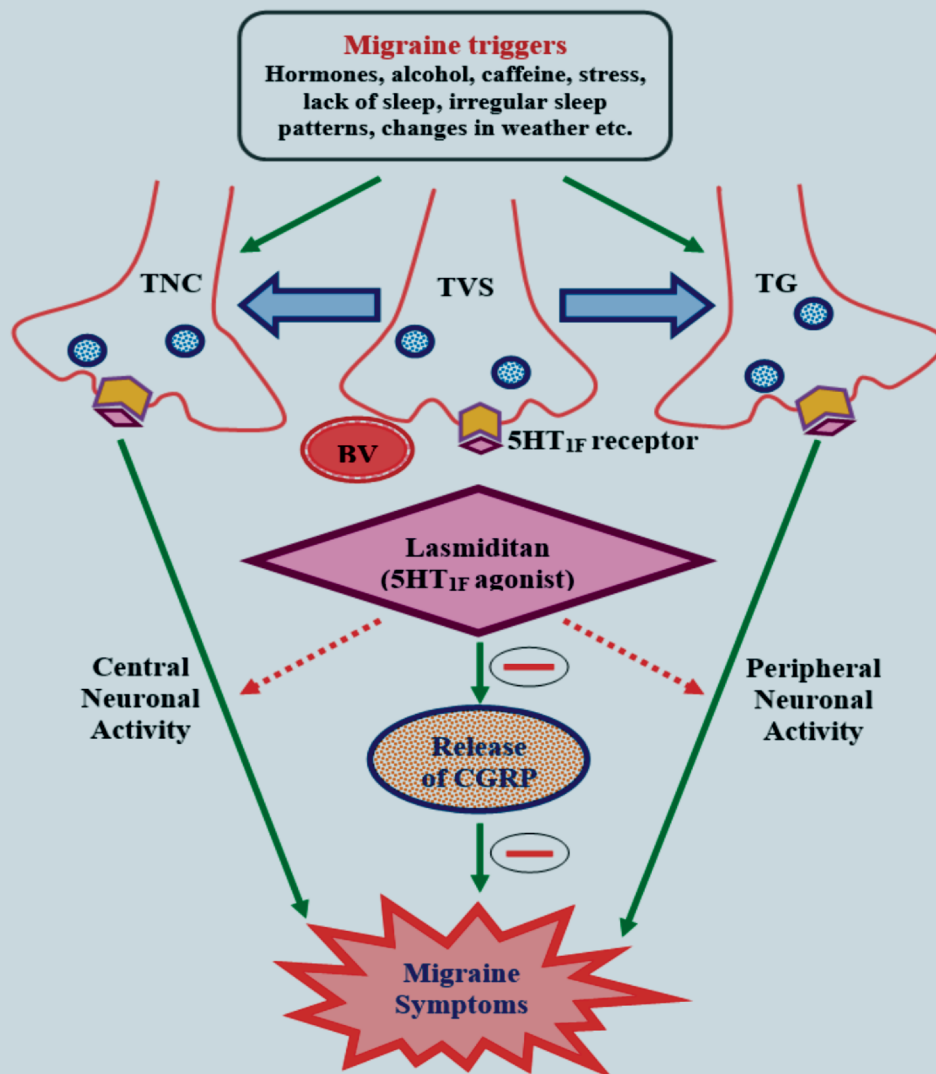 Migraine triggers
Hormones, alcohol, caffeine, stress,
lack of sleep, irregular sleep
patterns, changes in weather etc.
TNC
TVS
TG
BV
5HT1F receptor
Lasmiditan
(5HT1F agonist)
Central
Neuronal
Activity
Peripheral
Neuronal
Activity
Release
of CGRP
Migraine
Symptoms